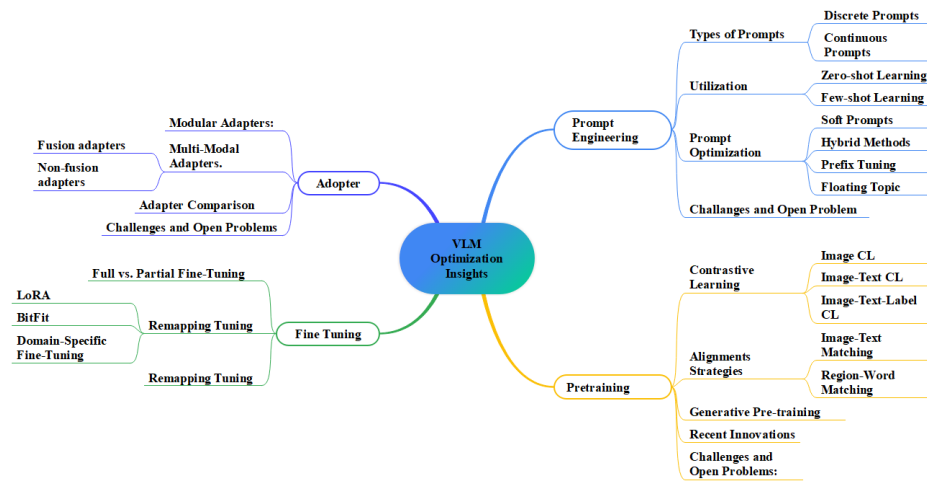 VLM
Optimization
Insights
Prompt
Engineering
Types of Prompts
Discrete Prompts
Continuous
Prompts
Utilization
Zero-shot Learning
Few-shot Learning
Prompt
Optimization
Soft Prompts
Hybrid Methods
Prefix Tuning
Floating Topic
Challanges and Open Problem
Pretraining
Contrastive
Learning
Image CL
Image-Text CL
Image-Text-Label
CL
Alignments
Strategies
Image-Text
Matching
Region-Word
Matching
Generative Pre-training
Recent Innovations
Challenges and
Open Problems:
Adopter
Modular Adapters:
Multi-Modal
Adapters.
Fusion adapters
Non-fusion
adapters
Adapter Comparison
Challenges and Open Problems
Fine Tuning
Full vs. Partial Fine-Tuning
Remapping Tuning
LoRA
BitFit
Domain-Specific
Fine-Tuning
Remapping Tuning